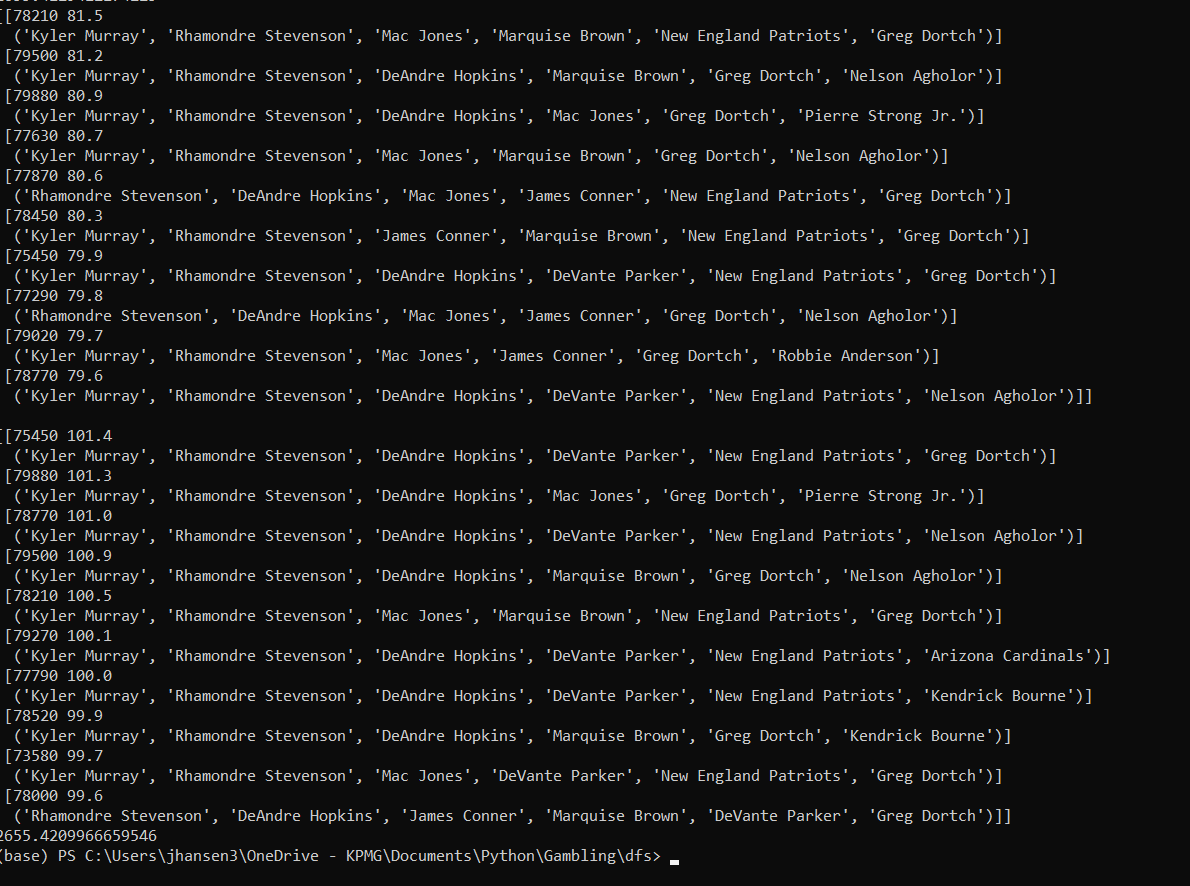 [[78210 81.5
('Kyler Murray', 'Rhamondre Stevenson', 'Mac Jones', 'Marquise Brown', 'New England Patriots', 'Greg Dortch')]
[79500 81.2
('Kyler Murray', 'Rhamondre Stevenson', 'DeAndre Hopkins', 'Marquise Brown', 'Greg Dortch', 'Nelson Agholor')]
[79880 80.9
('Kyler Murray', 'Rhamondre Stevenson', 'DeAndre Hopkins', 'Mac Jones', 'Greg Dortch', 'Pierre Strong Jr.')]
[77630 80.7
('Kyler Murray', 'Rhamondre Stevenson', 'Mac Jones', 'Marquise Brown', 'Greg Dortch', 'Nelson Agholor')]
[77870 80.6
('Rhamondre Stevenson', 'DeAndre Hopkins', 'Mac Jones', 'James Conner', 'New England Patriots', 'Greg Dortch')]
[78450 80.3
('Kyler Murray', 'Rhamondre Stevenson', 'James Conner', 'Marquise Brown', 'New England Patriots', 'Greg Dortch')]
[75450 79.9
('Kyler Murray', 'Rhamondre Stevenson', 'DeAndre Hopkins', 'DeVante Parker', 'New England Patriots', 'Greg Dortch')]
[77290 79.8
('Rhamondre Stevenson', 'DeAndre Hopkins', 'Mac Jones', 'James Conner', 'Greg Dortch', 'Nelson Agholor')]
[79020 79.7
('Kyler Murray', 'Rhamondre Stevenson', 'Mac Jones', 'James Conner', 'Greg Dortch', 'Robbie Anderson')]
[78770 79.6
('Kyler Murray', 'Rhamondre Stevenson', 'DeAndre Hopkins', 'DeVante Parker', 'New England Patriots', 'Nelson Agholor')]]
[[75450 101.4
('Kyler Murray', 'Rhamondre Stevenson', 'DeAndre Hopkins', 'DeVante Parker', 'New England Patriots', 'Greg Dortch')]
[79880 101.3
('Kyler Murray', 'Rhamondre Stevenson', 'DeAndre Hopkins', 'Mac Jones', 'Greg Dortch', 'Pierre Strong Jr.')]
[78770 101.0
('Kyler Murray', 'Rhamondre Stevenson', 'DeAndre Hopkins', 'DeVante Parker', 'New England Patriots', 'Nelson Agholor')]
[79500 100.9
('Kyler Murray', 'Rhamondre Stevenson', 'DeAndre Hopkins', 'Marquise Brown', 'Greg Dortch', 'Nelson Agholor')]
[78210 100.5
('Kyler Murray', 'Rhamondre Stevenson', 'Mac Jones', 'Marquise Brown', 'New England Patriots', 'Greg Dortch')]
[79270 100.1
('Kyler Murray', 'Rhamondre Stevenson', 'DeAndre Hopkins', 'DeVante Parker', 'New England Patriots', 'Arizona Cardinals')]
[77790 100.0
('Kyler Murray', 'Rhamondre Stevenson', 'DeAndre Hopkins', 'DeVante Parker', 'New England Patriots', 'Kendrick Bourne')]
[78520 99.9
('Kyler Murray', 'Rhamondre Stevenson', 'DeAndre Hopkins', 'Marquise Brown', 'Greg Dortch', 'Kendrick Bourne')]
[73580 99.7
('Kyler Murray', 'Rhamondre Stevenson', 'Mac Jones', 'DeVante Parker', 'New England Patriots', 'Greg Dortch')]
[78000 99.6
('Rhamondre Stevenson', 'DeAndre Hopkins', 'James Conner', 'Marquise Brown', 'DeVante Parker', 'Greg Dortch')]]
2655.4209966659546
(base) PS C:\Users\jhansen3\OneDrive - KPMG\Documents\Python\Gambling\dfs>